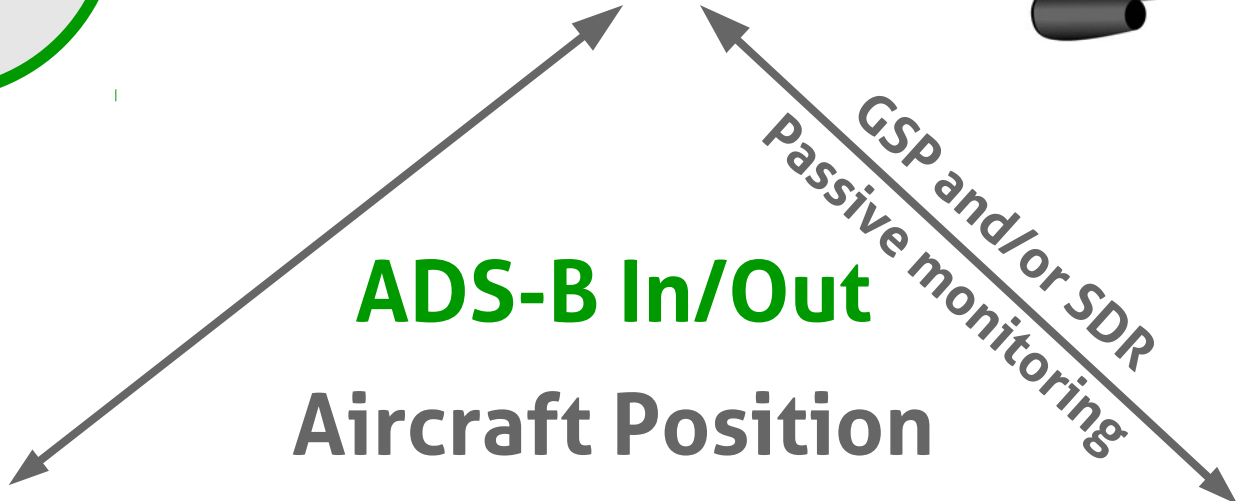 GSP and/or SDR
Passive monitoring
ADS-B In/Out
Aircraft Position